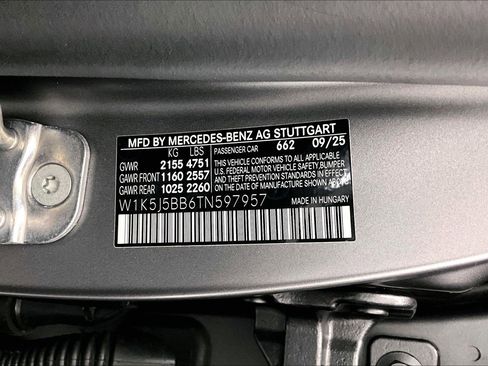 MFD BY MERCEDES-BENZ AG STUTTGART
KG LBS PASSENGER CAR 662 09/25
GVWR 2155 4751
GAWR FRONT 1160 2557
GAWR REAR 1025 2260
THIS VEHICLE CONFORMS TO ALL APPLICABLE
U.S. FEDERAL MOTOR VEHICLE SAFETY, BUMPER
AND THEFT PREVENTION STANDARDS IN EFFECT
ON THE DATE OF MANUFACTURE SHOWN ABOVE.
W1K5J5BB6TN597957
MADE IN HUNGARY